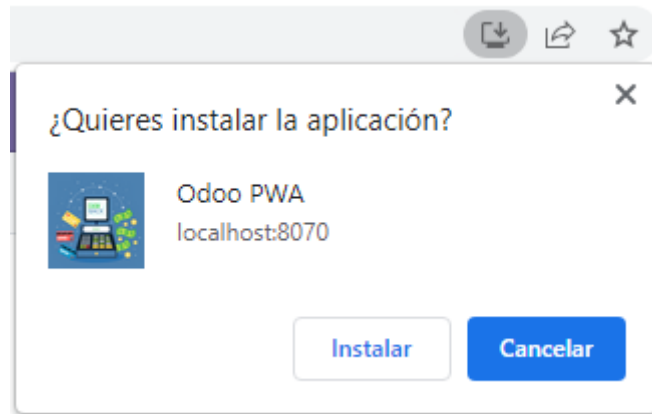 ¿Quieres instalar la aplicación?
Odoo PWA
localhost:8070
Instalar
Cancelar